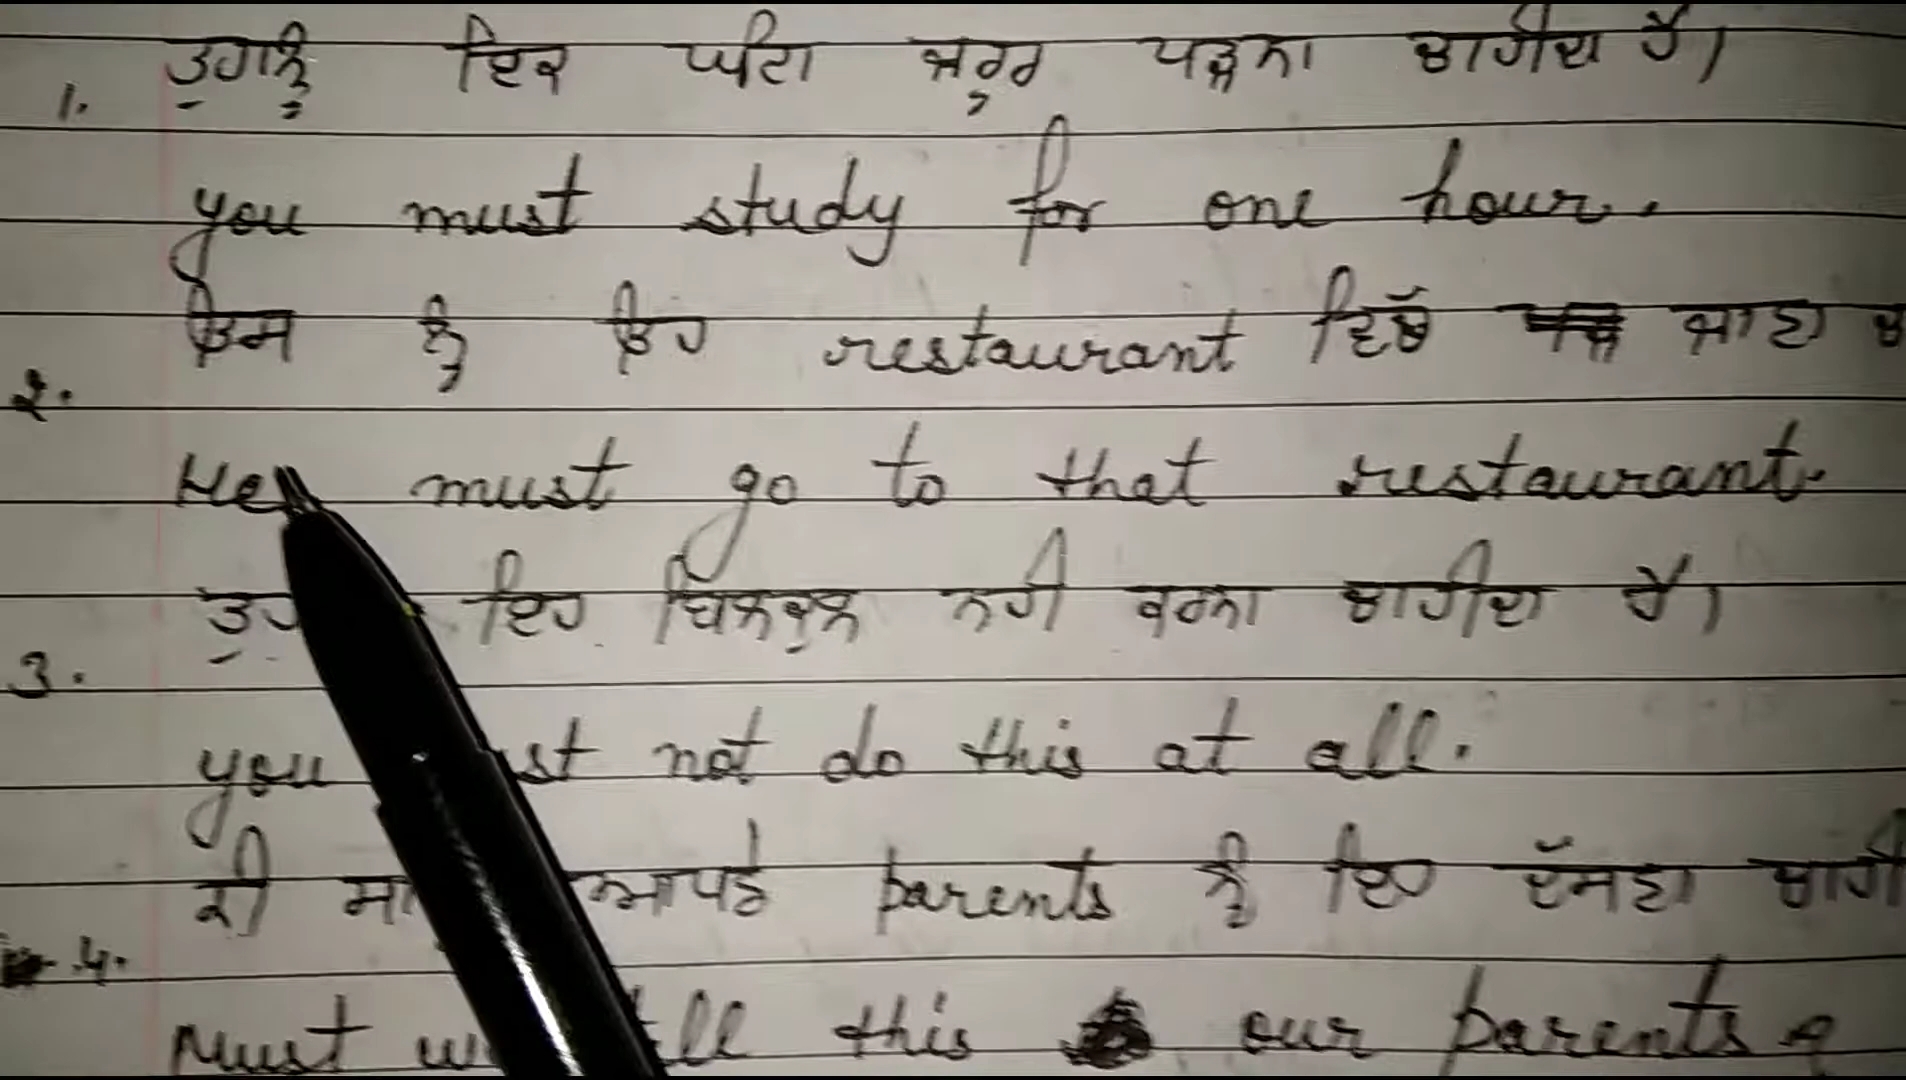 1. ਤੁਹਾਨੂੰ ਇਕ ਘੰਟਾ ਜਰੂਰ ਪੜ੍ਹਨਾ ਚਾਹੀਦਾ ਹੈ।
you must study for one hour.
2. ਉਸ ਨੂੰ ਉਹ restaurant ਵਿੱਚ ਜਾਣਾ
He must go to that restaurant.
3. ਇਹ ਬਿਲਕੁਲ ਨਹੀ ਕਰਨਾ ਚਾਹੀਦਾ ਹੈ।
you not do this at all.
4. ਕੀ ਆਪਣੇ parents ਨੂੰ ਇਹ ਦੱਸਣਾ
Must this our parents ?